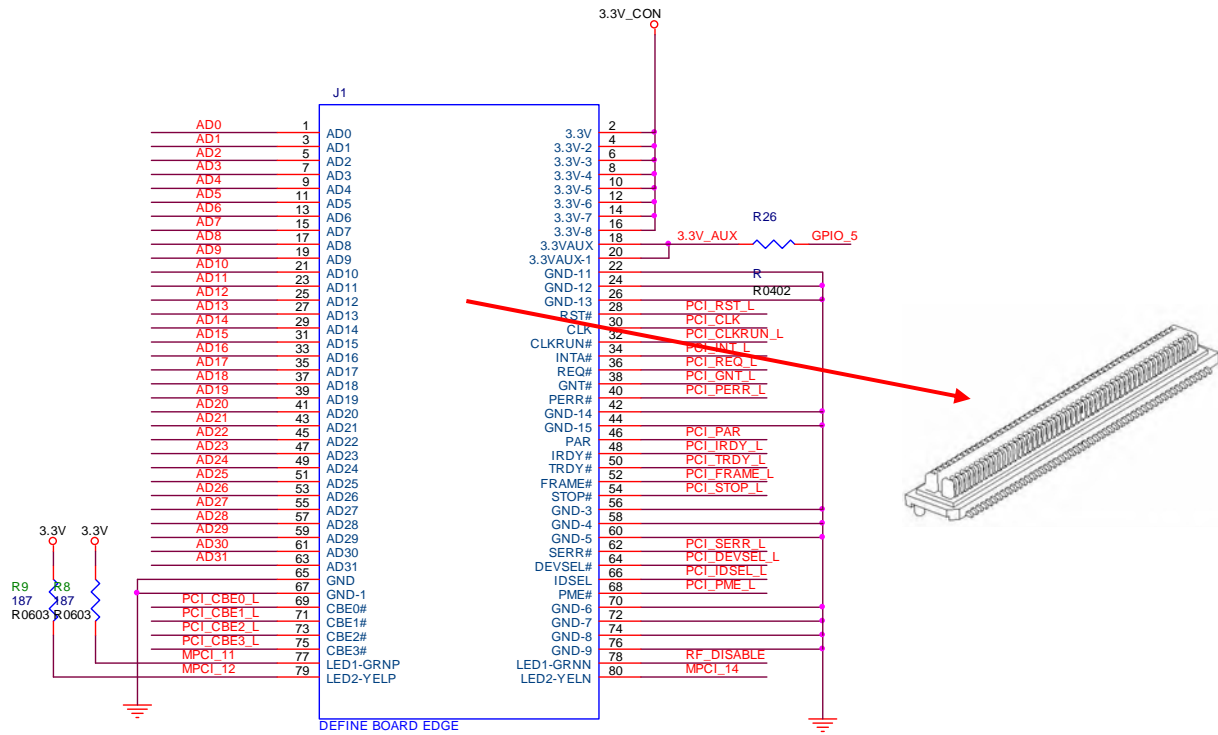 3.3V_CON
J1
AD0 1 AD0 3.3V 2
AD1 3 AD1 3.3V-2 4
AD2 5 AD2 3.3V-3 6
AD3 7 AD3 3.3V-4 8
AD4 9 AD4 3.3V-5 10
AD5 11 AD5 3.3V-6 12
AD6 13 AD6 3.3V-7 14
AD7 15 AD7 3.3V-8 16
R26
AD8 17 AD8 3.3VAUX 18 3.3V_AUX GPIO_5
AD9 19 AD9 3.3VAUX-1 20
AD10 21 AD10 GND-11 22
R
AD11 23 AD11 GND-12 24
R0402
AD12 25 AD12 GND-13 26
AD13 27 AD13 RST# 28 PCI_RST_L
AD14 29 AD14 CLK 30 PCI_CLK
AD15 31 AD15 CLKRUN# 32 PCI_CLKRUN_L
AD16 33 AD16 INTA# 34 PCI_INT_L
AD17 35 AD17 REQ# 36 PCI_REQ_L
AD18 37 AD18 GNT# 38 PCI_GNT_L
AD19 39 AD19 PERR# 40 PCI_PERR_L
AD20 41 AD20 GND-14 42
AD21 43 AD21 GND-15 44
AD22 45 AD22 PAR 46 PCI_PAR
AD23 47 AD23 IRDY# 48 PCI_IRDY_L
AD24 49 AD24 TRDY# 50 PCI_TRDY_L
AD25 51 AD25 FRAME# 52 PCI_FRAME_L
AD26 53 AD26 STOP# 54 PCI_STOP_L
AD27 55 AD27 GND-3 56
AD28 57 AD28 GND-4 58
AD29 59 AD29 GND-5 60
3.3V 3.3V
AD30 61 AD30 SERR# 62 PCI_SERR_L
AD31 63 AD31 DEVSEL# 64 PCI_DEVSEL_L
65 GND IDSEL 66 PCI_IDSEL_L
R9 R8
67 GND-1 PME# 68 PCI_PME_L
187 187
PCI_CBE0_L 69 CBE0# GND-6 70
R0603 R0603
PCI_CBE1_L 71 CBE1# GND-7 72
PCI_CBE2_L 73 CBE2# GND-8 74
PCI_CBE3_L 75 CBE3# GND-9 76
MPCI_11 77 LED1-GRNP LED1-GRNN 78 RF_DISABLE
MPCI_12 79 LED2-YELP LED2-YELN 80 MPCI_14
DEFINE BOARD EDGE